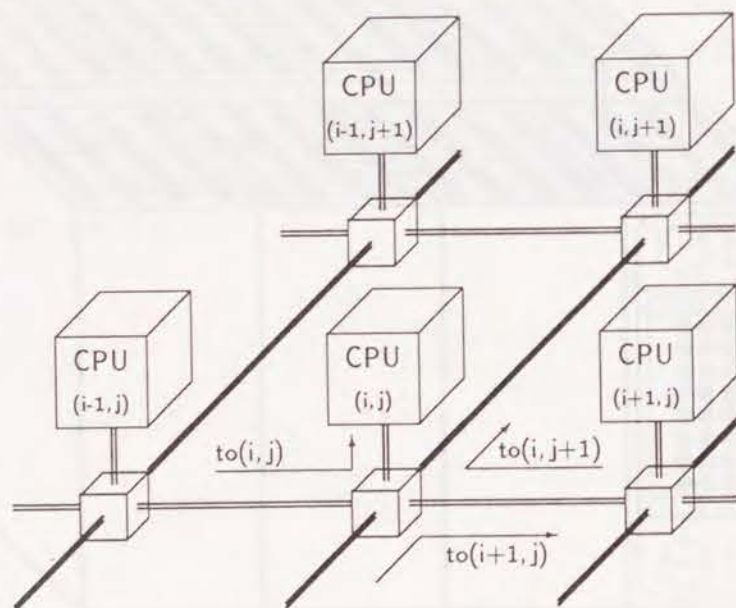 CPU
(i-1, j+1)
CPU
(i, j+1)
CPU
(i-1, j)
CPU
(i, j)
CPU
(i+1, j)
to(i, j)
to(i, j+1)
to(i+1, j)